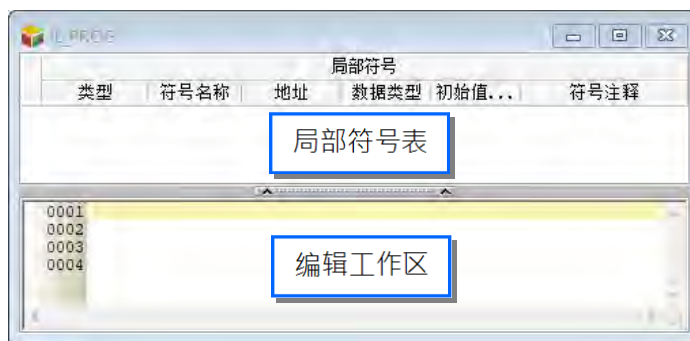 IL_PROG
局部符号
类型 符号名称 地址 数据类型 初始值... 符号注释
局部符号表
0001
0002
0003
0004
编辑工作区